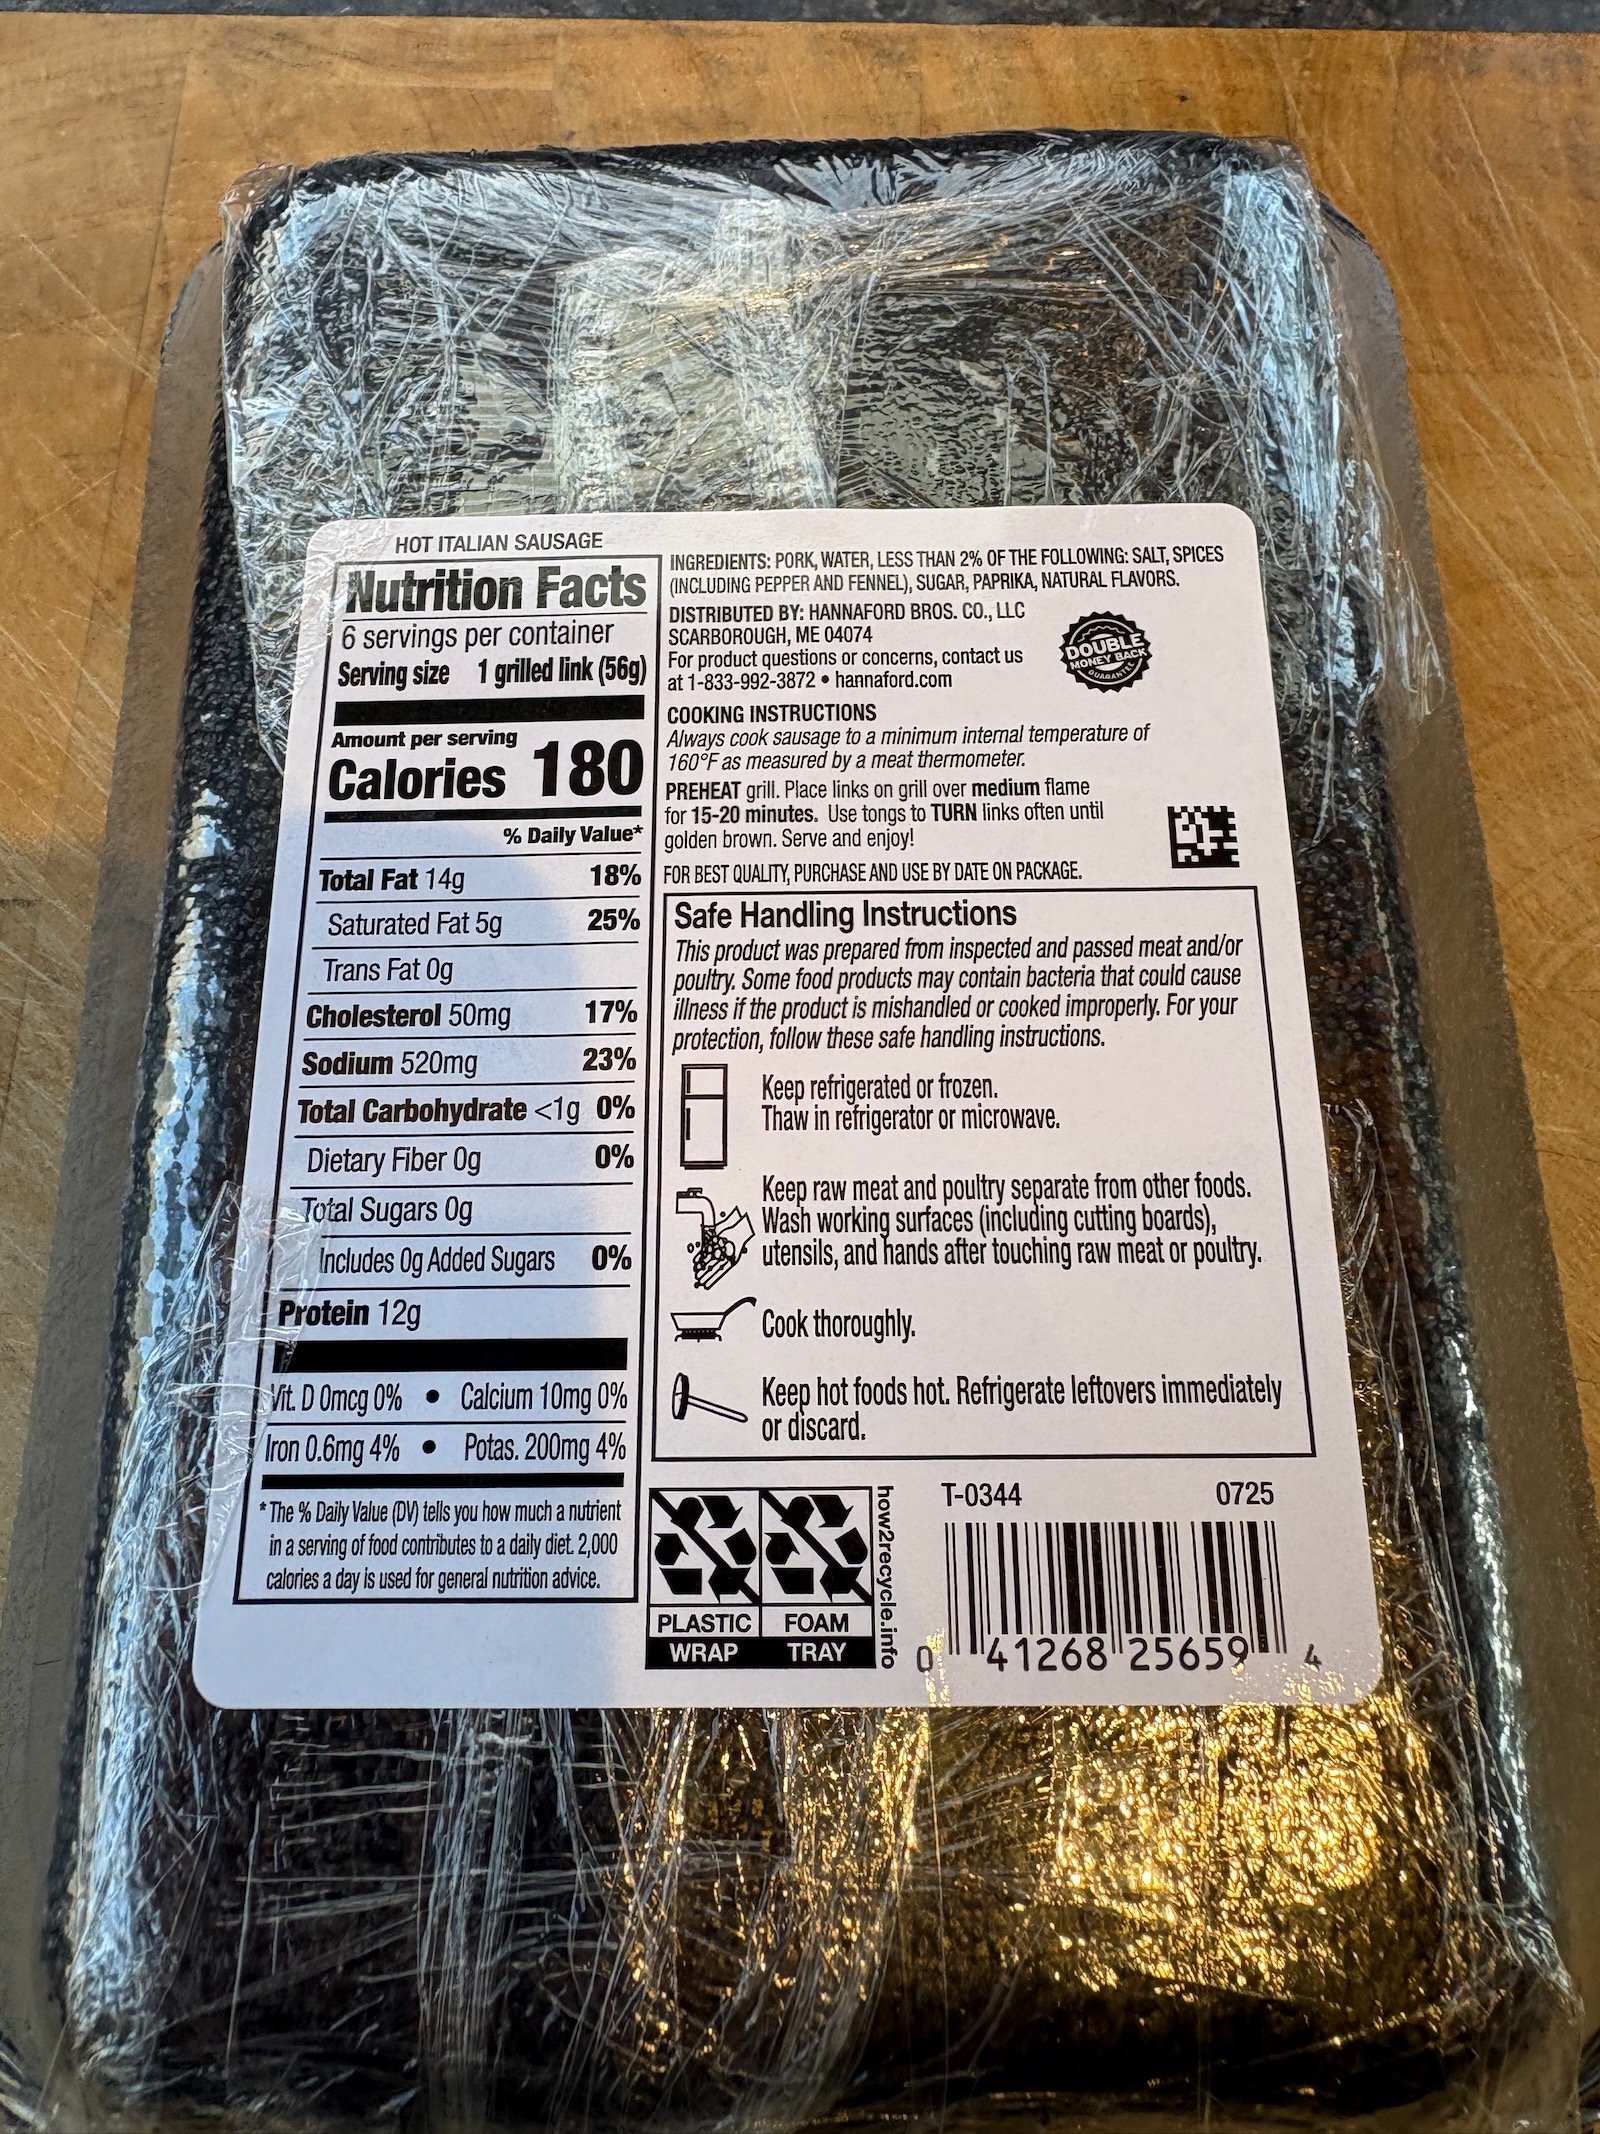 HOT ITALIAN SAUSAGE
Nutrition Facts
6 servings per container
Serving size 1 grilled link (56g)
Amount per serving
Calories 180
% Daily Value*
Total Fat 14g 18%
Saturated Fat 5g 25%
Trans Fat 0g
Cholesterol 50mg 17%
Sodium 520mg 23%
Total Carbohydrate <1g 0%
Dietary Fiber 0g 0%
Total Sugars 0g
Includes 0g Added Sugars 0%
Protein 12g
Vit. D 0mcg 0% • Calcium 10mg 0%
Iron 0.6mg 4% • Potas. 200mg 4%
* The % Daily Value (DV) tells you how much a nutrient
in a serving of food contributes to a daily diet. 2,000
calories a day is used for general nutrition advice.
INGREDIENTS: PORK, WATER, LESS THAN 2% OF THE FOLLOWING: SALT, SPICES
(INCLUDING PEPPER AND FENNEL), SUGAR, PAPRIKA, NATURAL FLAVORS.
DISTRIBUTED BY: HANNAFORD BROS. CO., LLC
SCARBOROUGH, ME 04074
For product questions or concerns, contact us
at 1-833-992-3872 • hannaford.com
DOUBLE
MONEY BACK
GUARANTEE
COOKING INSTRUCTIONS
Always cook sausage to a minimum internal temperature of
160°F as measured by a meat thermometer.
PREHEAT grill. Place links on grill over medium flame
for 15-20 minutes. Use tongs to TURN links often until
golden brown. Serve and enjoy!
FOR BEST QUALITY, PURCHASE AND USE BY DATE ON PACKAGE.
Safe Handling Instructions
This product was prepared from inspected and passed meat and/or
poultry. Some food products may contain bacteria that could cause
illness if the product is mishandled or cooked improperly. For your
protection, follow these safe handling instructions.
Keep refrigerated or frozen.
Thaw in refrigerator or microwave.
Keep raw meat and poultry separate from other foods.
Wash working surfaces (including cutting boards),
utensils, and hands after touching raw meat or poultry.
Cook thoroughly.
Keep hot foods hot. Refrigerate leftovers immediately
or discard.
PLASTIC
WRAP
FOAM
TRAY
how2recycle.info
T-0344 0725
0 41268 25659 4